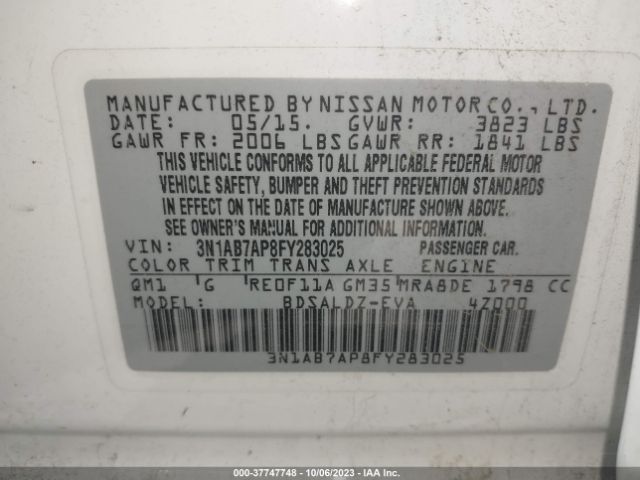 MANUFACTURED BY NISSAN MOTOR CO., LTD.
DATE: 05/15. GVWR: 3823 LBS
GAWR FR: 2006 LBS GAWR RR: 1841 LBS
THIS VEHICLE CONFORMS TO ALL APPLICABLE FEDERAL MOTOR
VEHICLE SAFETY, BUMPER AND THEFT PREVENTION STANDARDS
IN EFFECT ON THE DATE OF MANUFACTURE SHOWN ABOVE.
SEE OWNER'S MANUAL FOR ADDITIONAL INFORMATION.
VIN: 3N1AB7AP8FY283025 PASSENGER CAR.
COLOR TRIM TRANS AXLE ENGINE
QM1 G RE0F11A GM35 MRA8DE 1798 CC
MODEL: BDSALDZ-EVA 4Z000
3N1AB7AP8FY283025
000-37747748 - 10/06/2023 - IAA Inc.